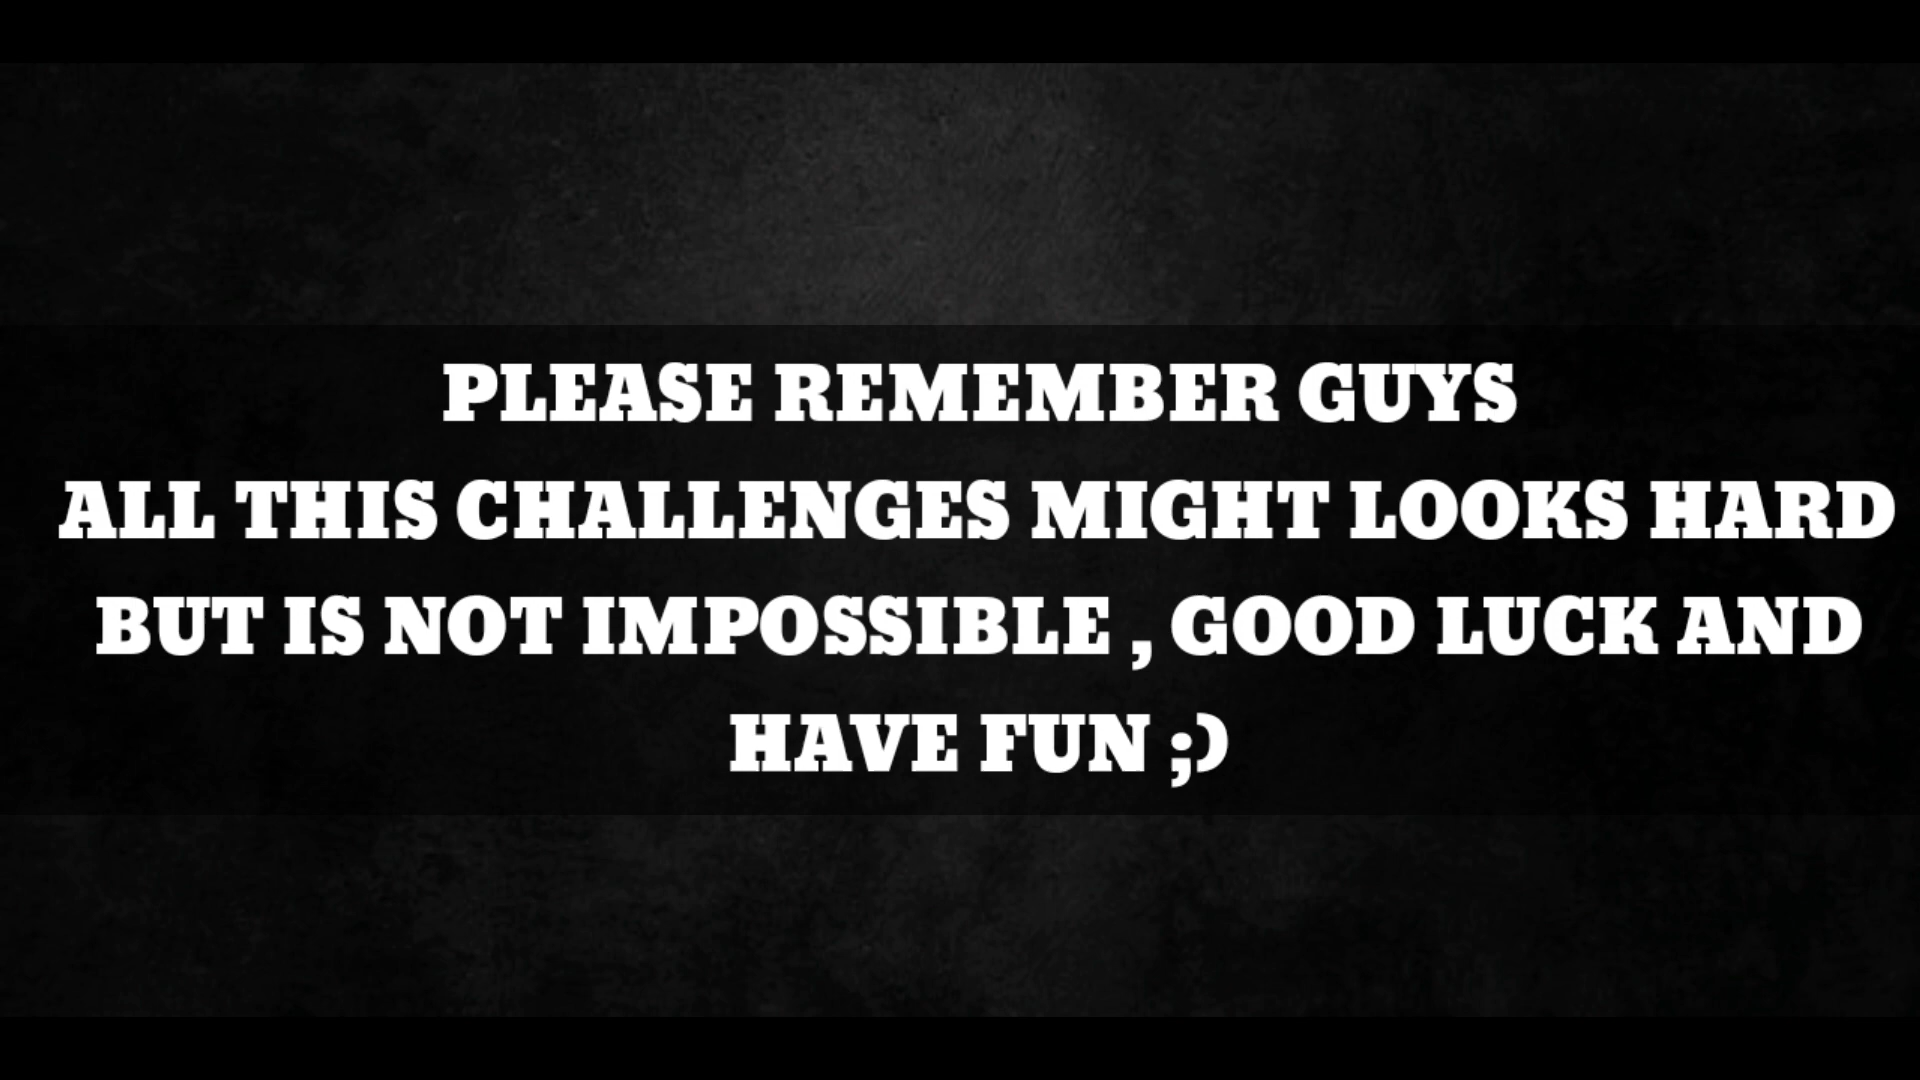 PLEASE REMEMBER GUYS
ALL THIS CHALLENGES MIGHT LOOKS HARD
BUT IS NOT IMPOSSIBLE , GOOD LUCK AND
HAVE FUN ;)